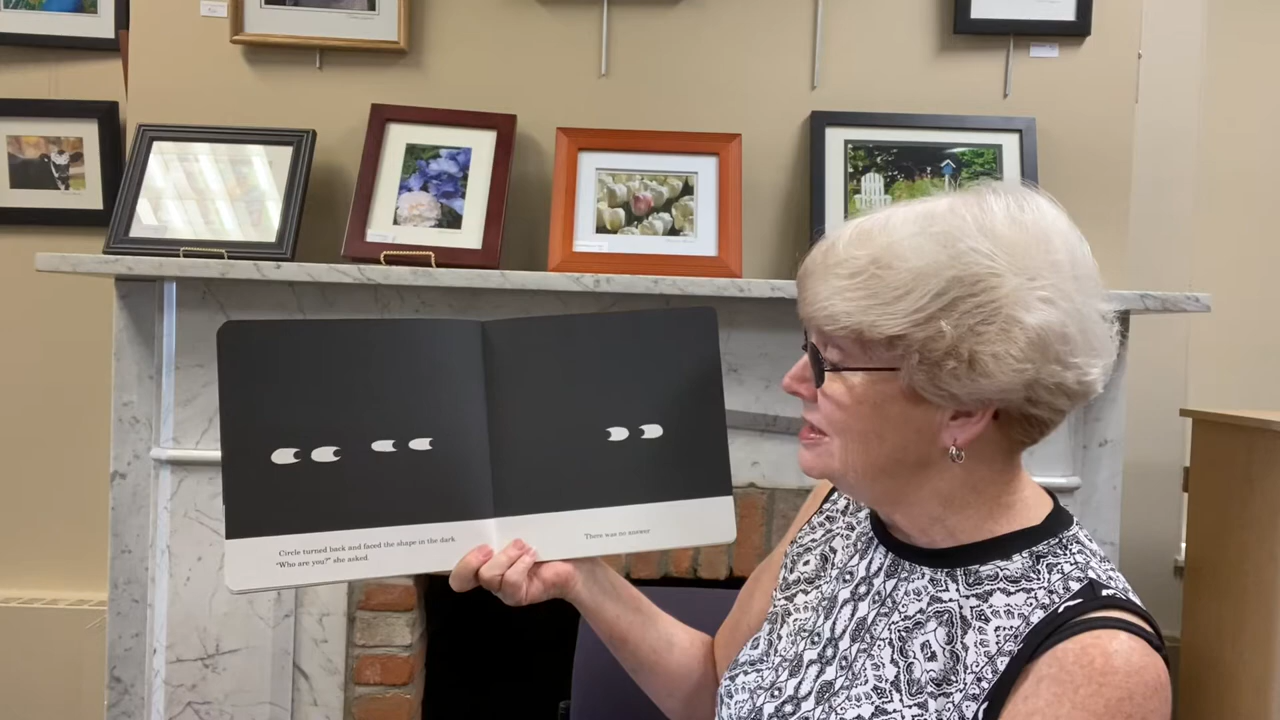 Circle turned back and faced the shape in the dark.
"Who are you?" she asked.
There was no answer